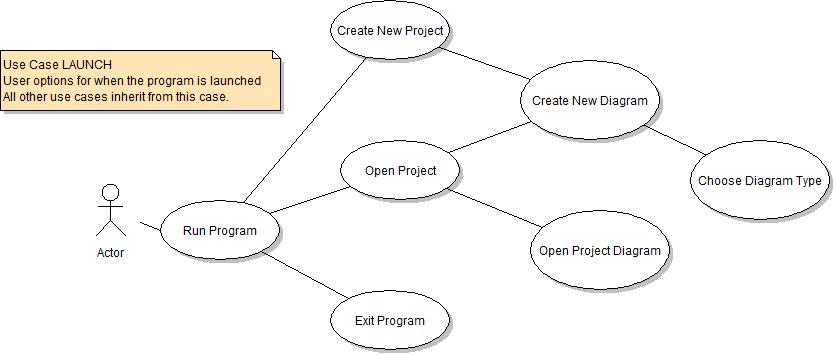 Create New Project
Use Case LAUNCH
User options for when the program is launched
All other use cases inherit from this case.
Create New Diagram
Open Project
Choose Diagram Type
Run Program
Actor
Open Project Diagram
Exit Program